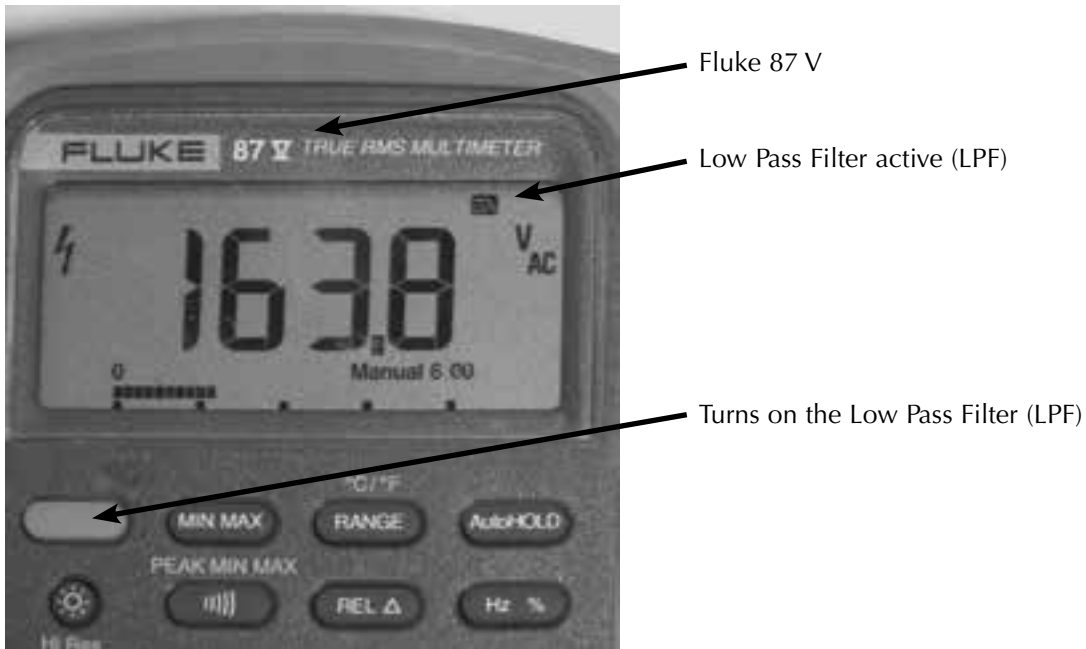 Fluke 87 V
FLUKE 87 V TRUE RMS MULTIMETER
Low Pass Filter active (LPF)
163.8 V AC
0 Manual 6 00
Turns on the Low Pass Filter (LPF)
°C/°F
MIN MAX RANGE AutoHOLD
PEAK MIN MAX
REL Δ Hz %
Hi Res